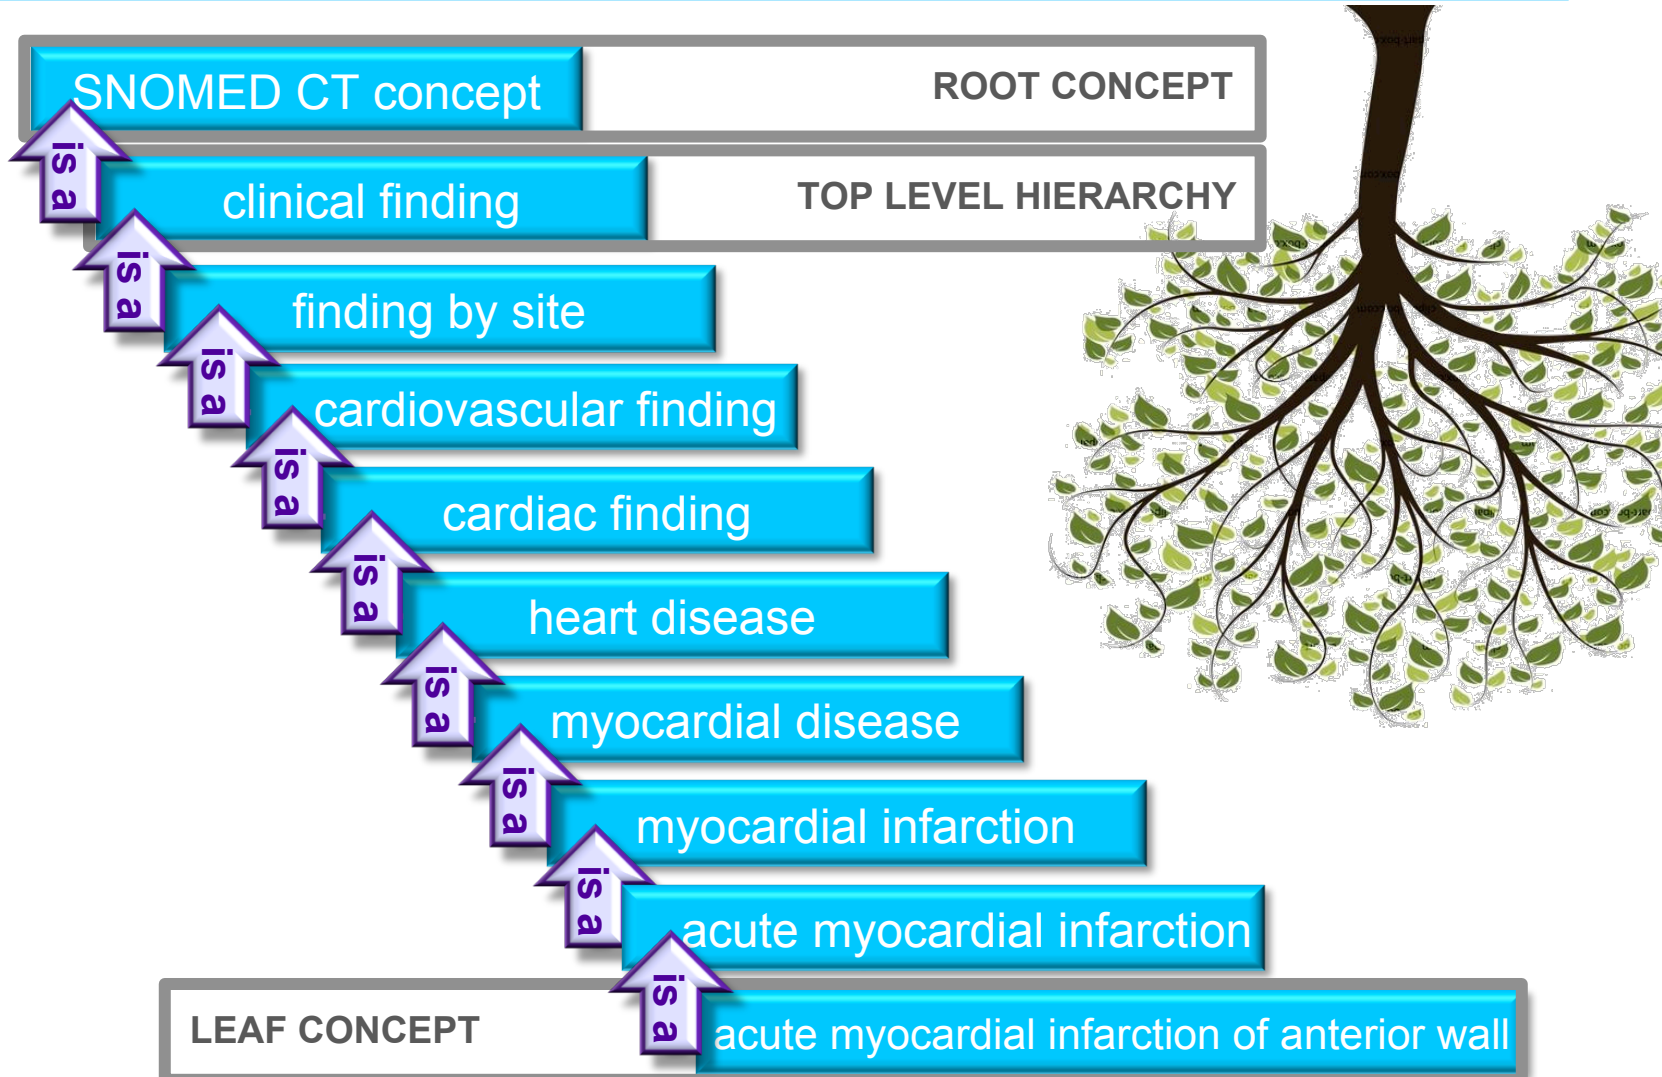 SNOMED CT concept
ROOT CONCEPT
is a
clinical finding
TOP LEVEL HIERARCHY
is a
finding by site
is a
cardiovascular finding
is a
cardiac finding
is a
heart disease
is a
myocardial disease
is a
myocardial infarction
is a
acute myocardial infarction
is a
LEAF CONCEPT
acute myocardial infarction of anterior wall